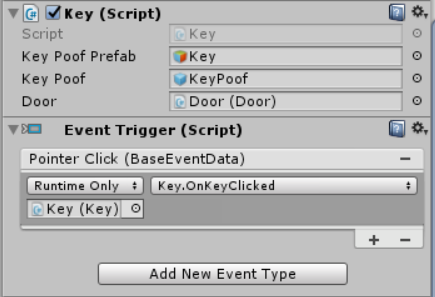 Key (Script)
Script Key
Key Poof Prefab Key
Key Poof KeyPoof
Door Door (Door)
Event Trigger (Script)
Pointer Click (BaseEventData)
Runtime Only Key.OnKeyClicked
Key (Key)
Add New Event Type